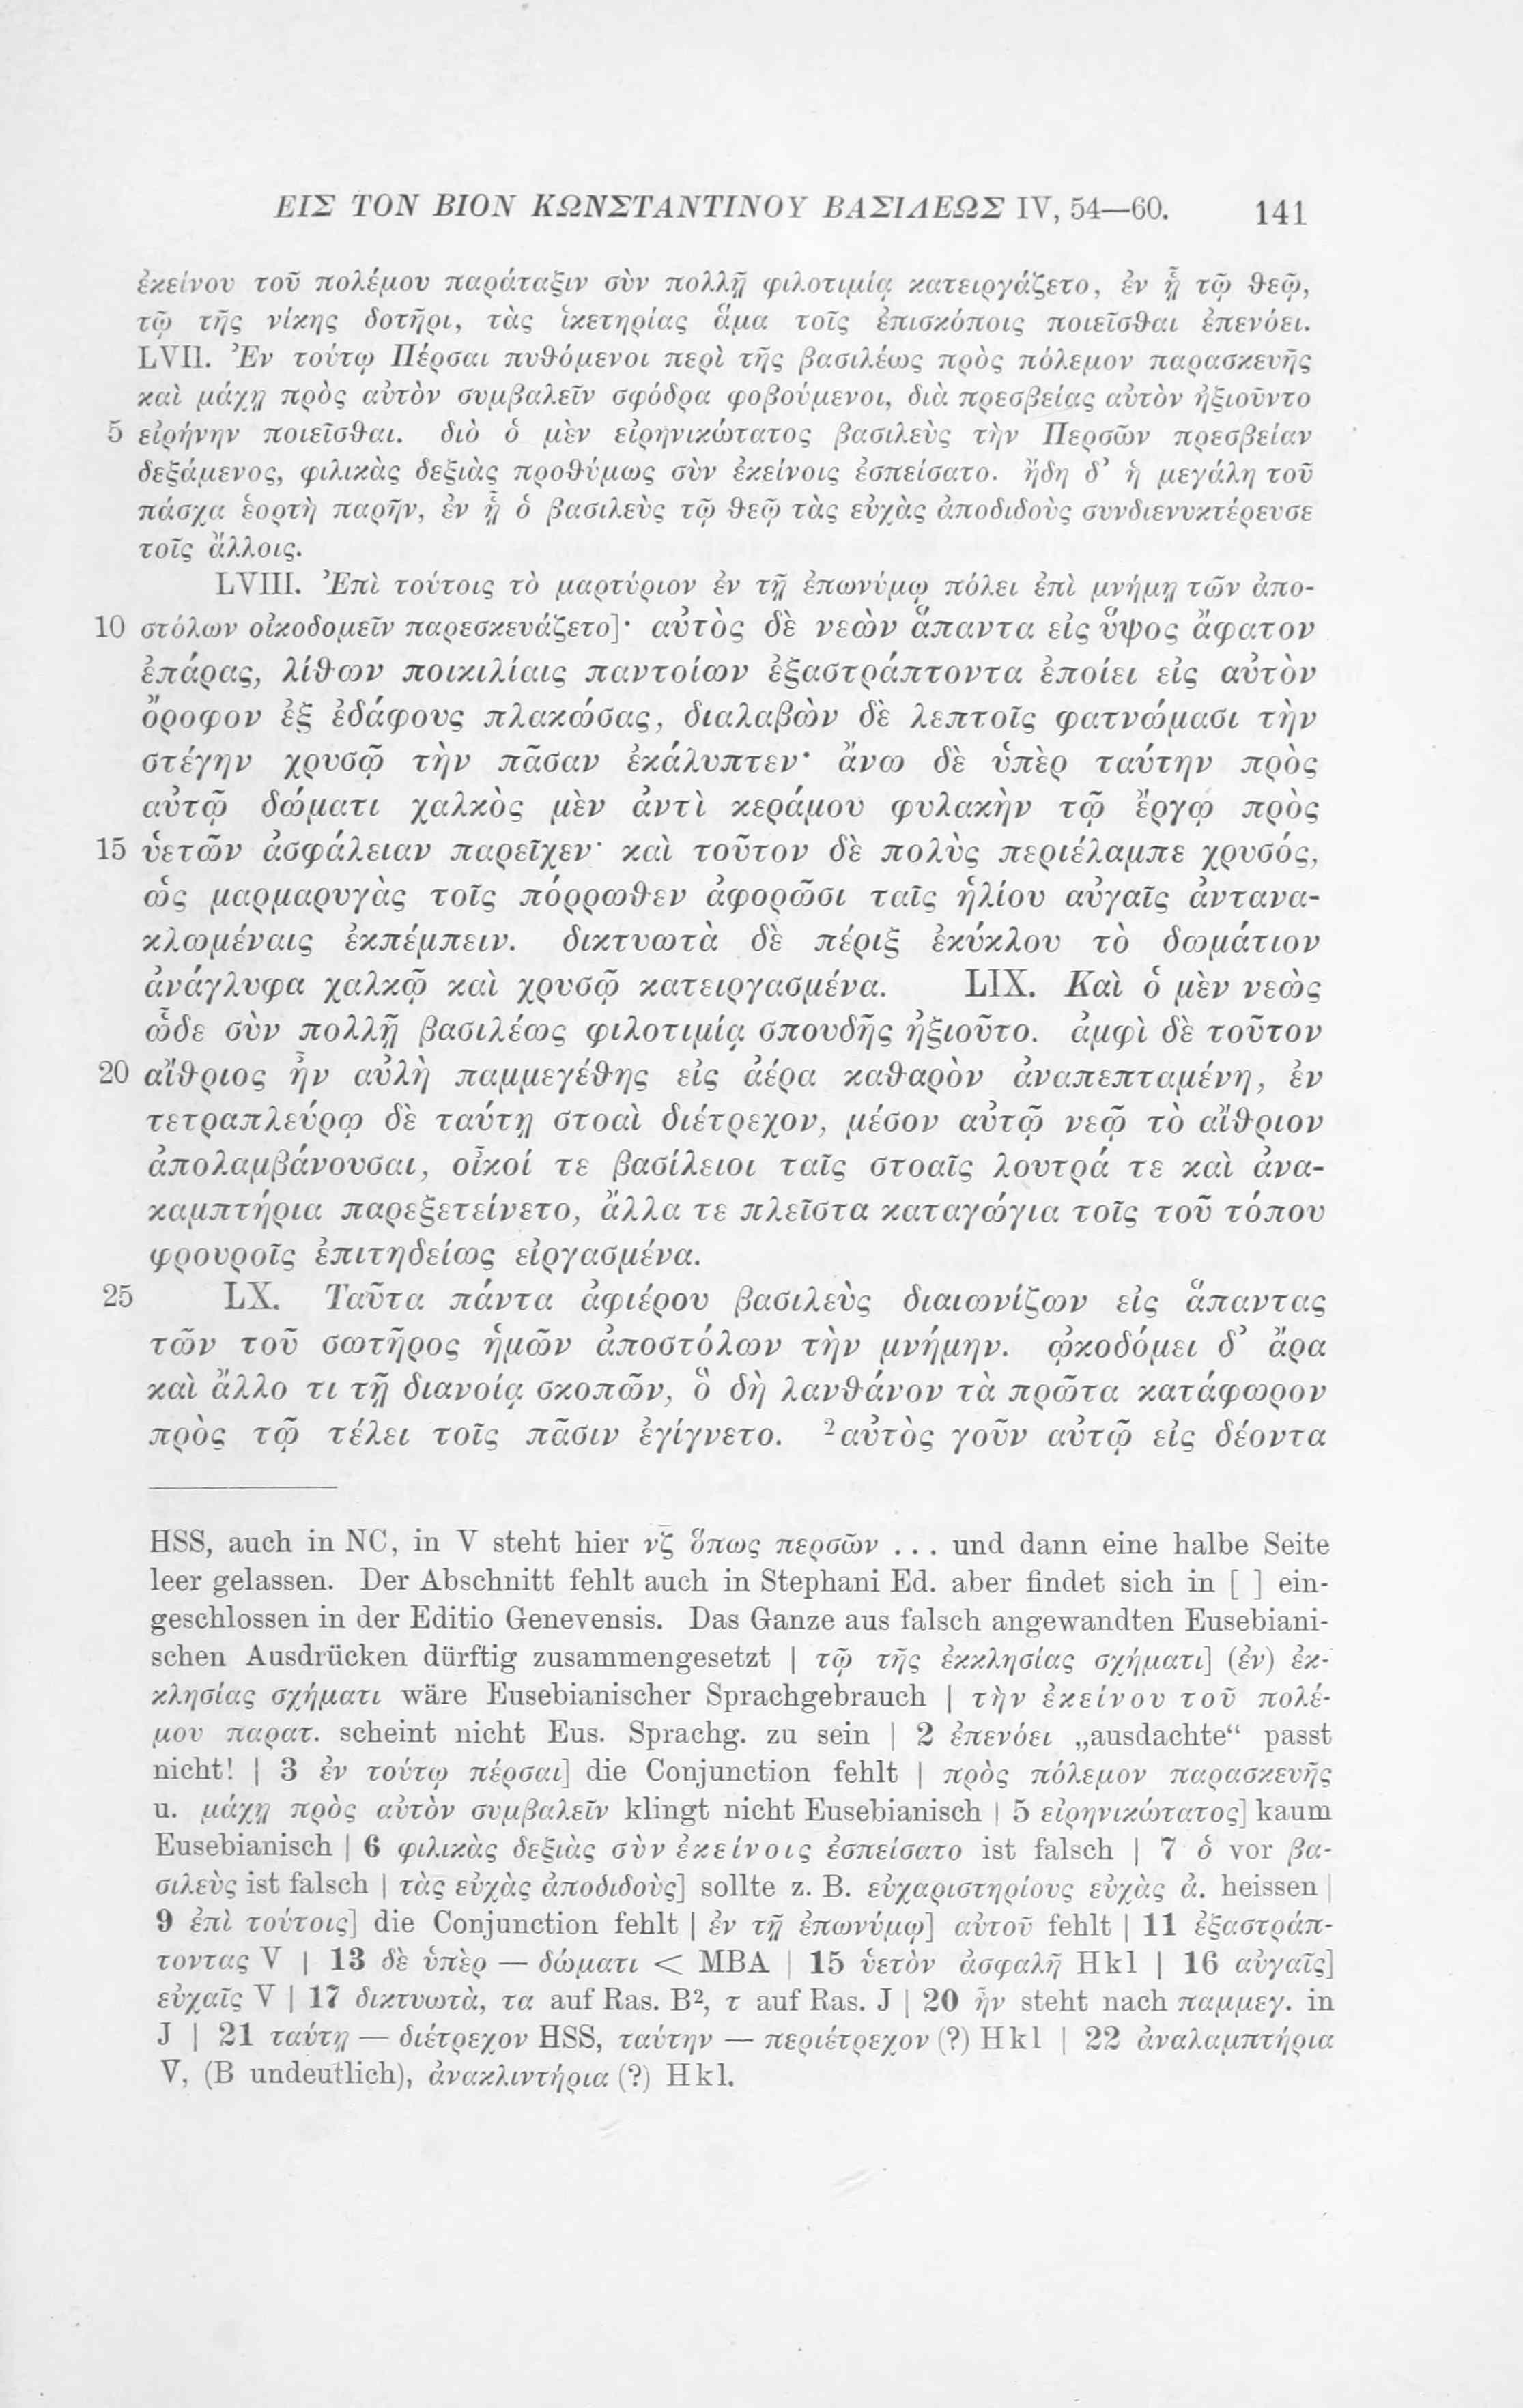 ΕΙΣ ΤΟΝ ΒΙΟΝ ΚΩΝΣΤΑΝΤΙΝΟΥ ΒΑΣΙΛΕΩΣ IV, 54—60. 141
ἐκείνου τοῦ πολέμου παράταξιν σὺν πολλῇ φιλοτιμίᾳ κατειργάζετο, ἐν ᾗ τῷ θεῷ,
τῷ τῆς νίκης δοτῆρι, τὰς ἱκετηρίας ἅμα τοῖς ἐπισκόποις ποιεῖσθαι ἐπενόει.
LVII. Ἐν τούτῳ Πέρσαι πυθόμενοι περὶ τῆς βασιλέως πρὸς πόλεμον παρασκευῆς
καὶ μάχῃ πρὸς αὐτὸν συμβαλεῖν σφόδρα φοβούμενοι, διὰ πρεσβείας αὐτὸν ἠξιοῦντο
5 εἰρήνην ποιεῖσθαι. διὸ ὁ μὲν εἰρηνικώτατος βασιλεὺς τὴν Περσῶν πρεσβείαν
δεξάμενος, φιλικὰς δεξιὰς προθύμως σὺν ἐκείνοις ἐσπείσατο. ἤδη δ’ ἡ μεγάλη τοῦ
πάσχα ἑορτὴ παρῆν, ἐν ᾗ ὁ βασιλεὺς τῷ θεῷ τὰς εὐχὰς ἀποδιδοὺς συνδιενυκτέρευσε
τοῖς ἄλλοις.
LVIII. Ἐπὶ τούτοις τὸ μαρτύριον ἐν τῇ ἐπωνύμῳ πόλει ἐπὶ μνήμῃ τῶν ἀπο-
10 στόλων οἰκοδομεῖν παρεσκευάζετο]· αὐτὸς δὲ νεὼν ἅπαντα εἰς ὕψος ἄφατον
ἐπάρας, λίθων ποικιλίαις παντοίων ἐξαστράπτοντα ἐποίει εἰς αὐτὸν
ὄροφον ἐξ ἐδάφους πλακώσας, διαλαβὼν δὲ λεπτοῖς φατνώμασι τὴν
στέγην χρυσῷ τὴν πᾶσαν ἐκάλυπτεν· ἄνω δὲ ὑπὲρ ταύτην πρὸς
αὐτῷ δώματι χαλκὸς μὲν ἀντὶ κεράμου φυλακὴν τῷ ἔργῳ πρὸς
15 ὑετῶν ἀσφάλειαν παρεῖχεν· καὶ τοῦτον δὲ πολὺς περιέλαμπε χρυσός,
ὡς μαρμαρυγὰς τοῖς πόρρωθεν ἀφορῶσι ταῖς ἡλίου αὐγαῖς ἀντανα-
κλωμέναις ἐκπέμπειν. δικτυωτὰ δὲ πέριξ ἐκύκλου τὸ δωμάτιον
ἀνάγλυφα χαλκῷ καὶ χρυσῷ κατειργασμένα. LIX. Καὶ ὁ μὲν νεὼς
ὧδε σὺν πολλῇ βασιλέως φιλοτιμίᾳ σπουδῆς ἠξιοῦτο. ἀμφὶ δὲ τοῦτον
20 αἴθριος ἦν αὐλὴ παμμεγέθης εἰς ἀέρα καθαρὸν ἀναπεπταμένη, ἐν
τετραπλεύρῳ δὲ ταύτῃ στοαὶ διέτρεχον, μέσον αὐτῷ νεῷ τὸ αἴθριον
ἀπολαμβάνουσαι, οἶκοί τε βασίλειοι ταῖς στοαῖς λουτρά τε καὶ ἀνα-
καμπτήρια παρεξετείνετο, ἄλλα τε πλεῖστα καταγώγια τοῖς τοῦ τόπου
φρουροῖς ἐπιτηδείως εἰργασμένα.
25 LX. Ταῦτα πάντα ἀφιέρου βασιλεὺς διαιωνίζων εἰς ἅπαντας
τῶν τοῦ σωτῆρος ἡμῶν ἀποστόλων τὴν μνήμην. ᾠκοδόμει δ’ ἄρα
καὶ ἄλλο τι τῇ διανοίᾳ σκοπῶν, ὃ δὴ λανθάνον τὰ πρῶτα κατάφωρον
πρὸς τῷ τέλει τοῖς πᾶσιν ἐγίγνετο. ²αὐτὸς γοῦν αὐτῷ εἰς δέοντα
HSS, auch in NC, in V steht hier νζ ὅπως περσῶν ... und dann eine halbe Seite
leer gelassen. Der Abschnitt fehlt auch in Stephani Ed. aber findet sich in [ ] ein-
geschlossen in der Editio Genevensis. Das Ganze aus falsch angewandten Eusebiani-
schen Ausdrücken dürftig zusammengesetzt | τῷ τῆς ἐκκλησίας σχήματι] (ἐν) ἐκ-
κλησίας σχήματι wäre Eusebianischer Sprachgebrauch | τὴν ἐκείνου τοῦ πολέ-
μου παρατ. scheint nicht Eus. Sprachg. zu sein | 2 ἐπενόει „ausdachte“ passt
nicht! | 3 ἐν τούτῳ πέρσαι] die Conjunction fehlt | πρὸς πόλεμον παρασκευῆς
u. μάχῃ πρὸς αὐτὸν συμβαλεῖν klingt nicht Eusebianisch | 5 εἰρηνικώτατος] kaum
Eusebianisch | 6 φιλικὰς δεξιὰς σὺν ἐκείνοις ἐσπείσατο ist falsch | 7 ὁ vor βα-
σιλεὺς ist falsch | τὰς εὐχὰς ἀποδιδοὺς] sollte z. B. εὐχαριστηρίους εὐχὰς ἀ. heissen |
9 ἐπὶ τούτοις] die Conjunction fehlt | ἐν τῇ ἐπωνύμῳ] αὐτοῦ fehlt | 11 ἐξαστράπ-
τοντας V | 13 δὲ ὑπὲρ — δώματι < MBA | 15 ὑετὸν ἀσφαλῆ Hkl | 16 αὐγαῖς]
εὐχαῖς V | 17 δικτυωτὰ, τα auf Ras. B², τ auf Ras. J | 20 ἦν steht nach παμμεγ. in
J | 21 ταύτῃ — διέτρεχον HSS, ταύτην — περιέτρεχον (?) Hkl | 22 ἀναλαμπτήρια
V, (B undeutlich), ἀνακλιντήρια (?) Hkl.